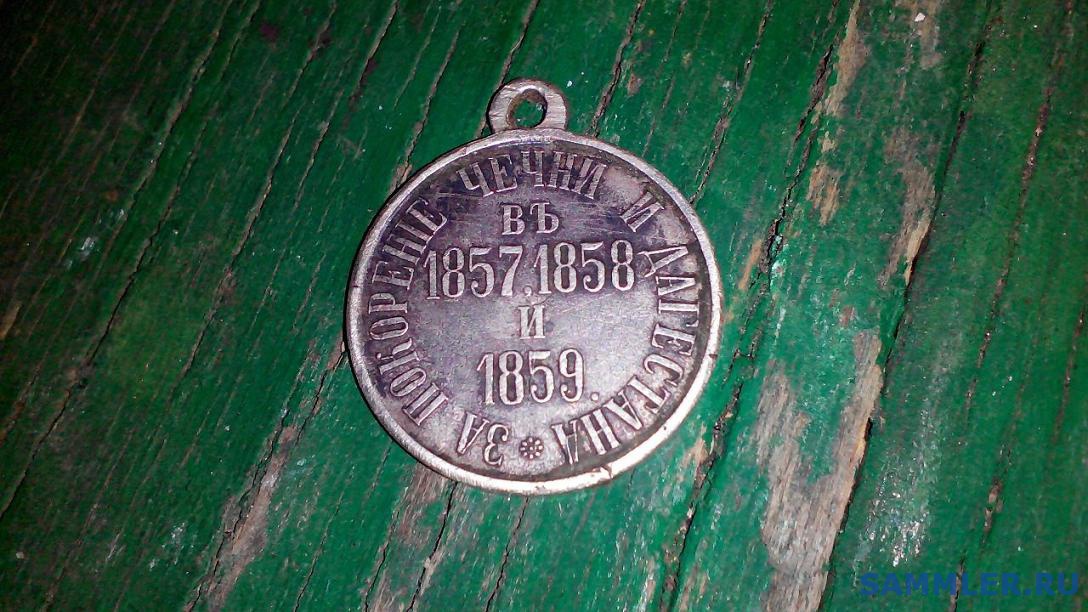 ЗА ПОКОРЕНІЕ ЧЕЧНИ И ДАГЕСТАНА
ВЪ
1857.1858
И
1859.
SAMMLER.RU